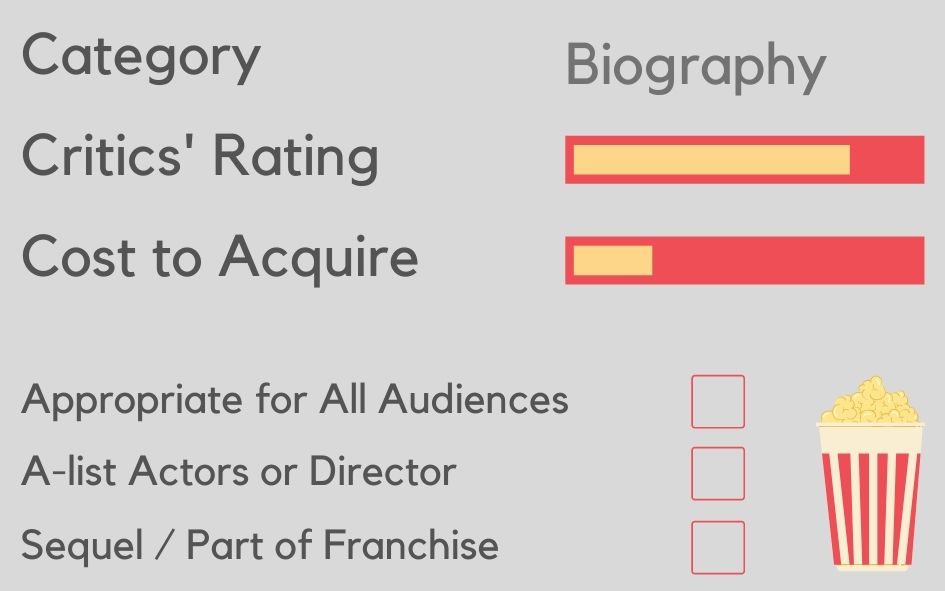 Category
Biography
Critics' Rating
Cost to Acquire
Appropriate for All Audiences
A-list Actors or Director
Sequel / Part of Franchise